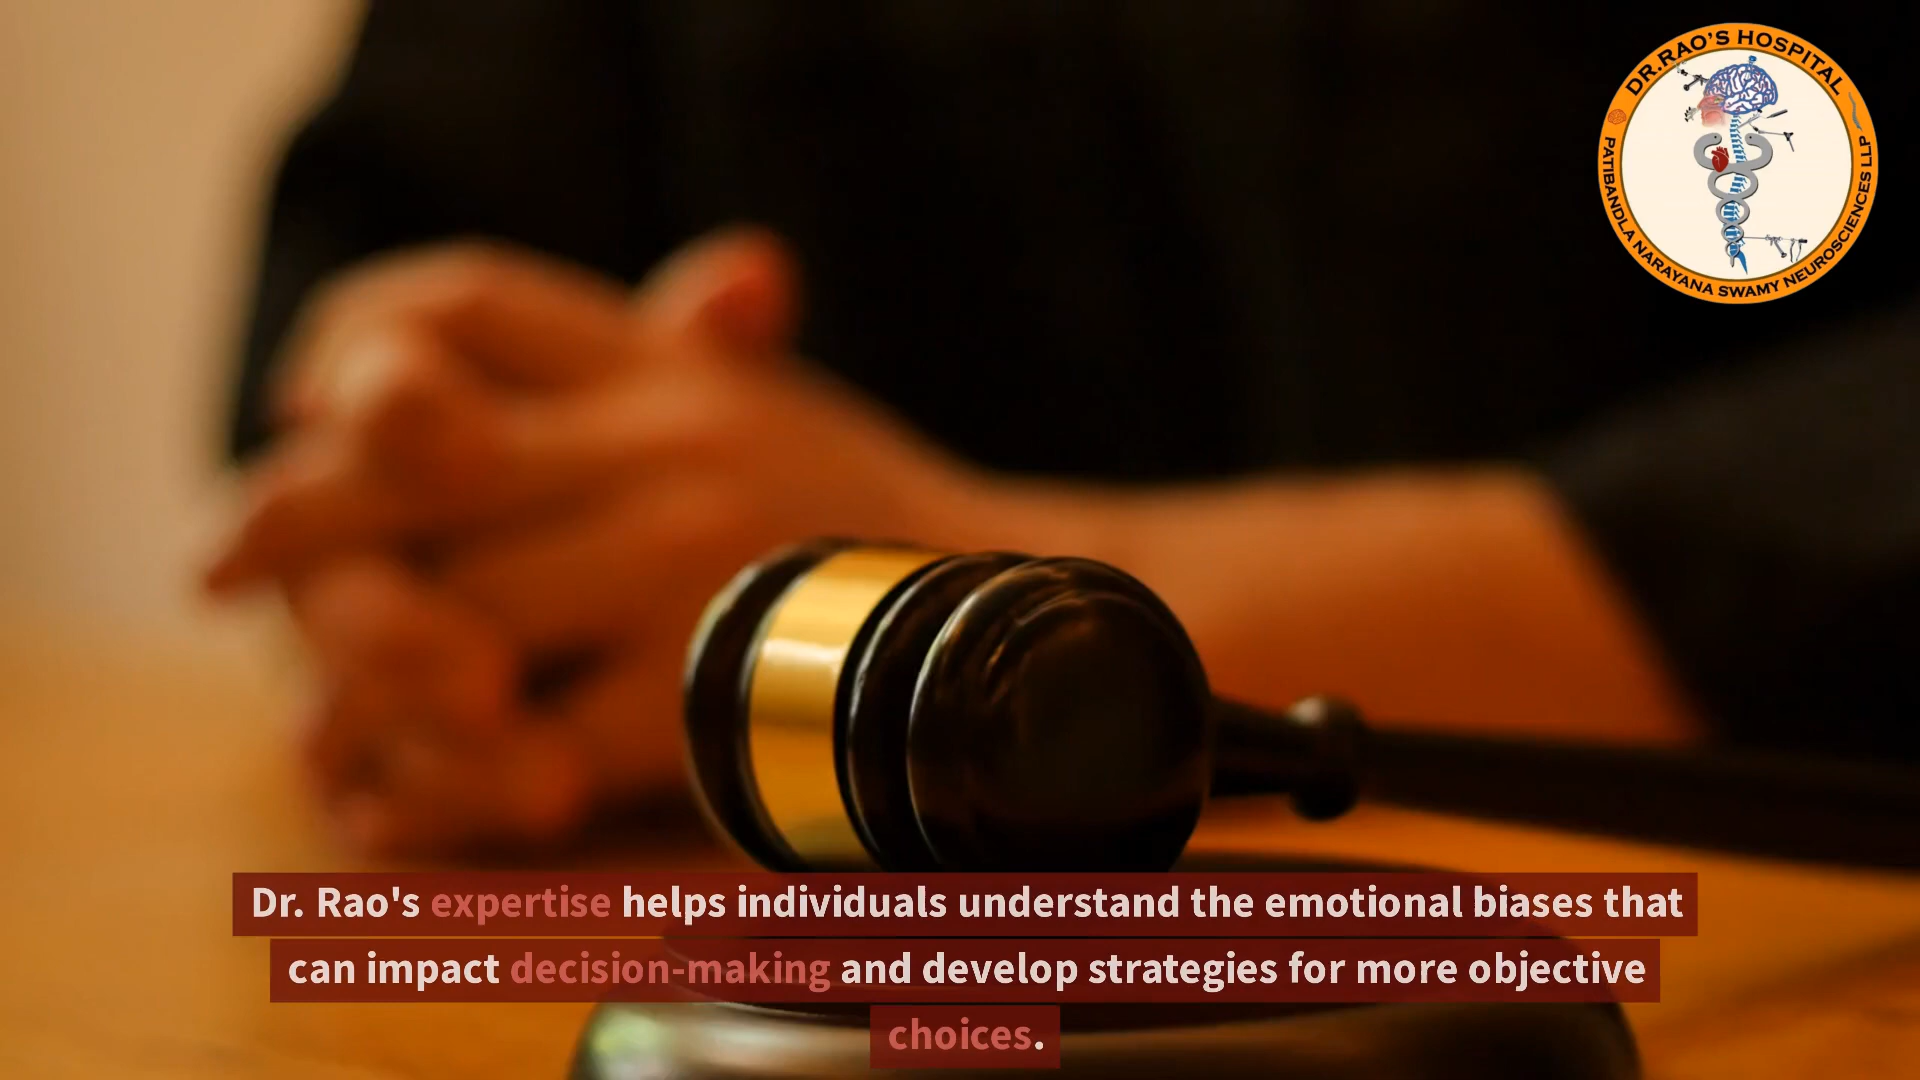 DR.RAO'S HOSPITAL
PATIBANDLA NARAYANA SWAMY NEUROSCIENCES LLP
Dr. Rao's expertise helps individuals understand the emotional biases that
can impact decision-making and develop strategies for more objective
choices.